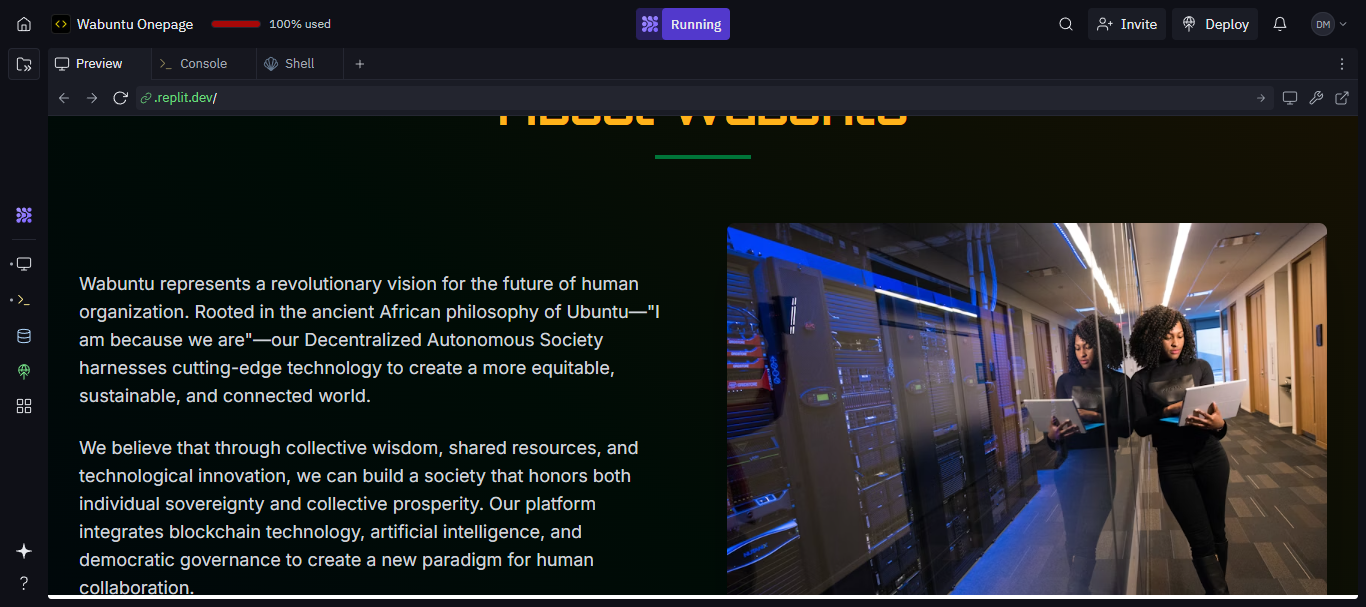 Wabuntu Onepage
100% used
Running
Invite
Deploy
DM
Preview
Console
Shell
.replit.dev/
About Wabuntu
Wabuntu represents a revolutionary vision for the future of human
organization. Rooted in the ancient African philosophy of Ubuntu—"I
am because we are"—our Decentralized Autonomous Society
harnesses cutting-edge technology to create a more equitable,
sustainable, and connected world.
We believe that through collective wisdom, shared resources, and
technological innovation, we can build a society that honors both
individual sovereignty and collective prosperity. Our platform
integrates blockchain technology, artificial intelligence, and
democratic governance to create a new paradigm for human
collaboration.